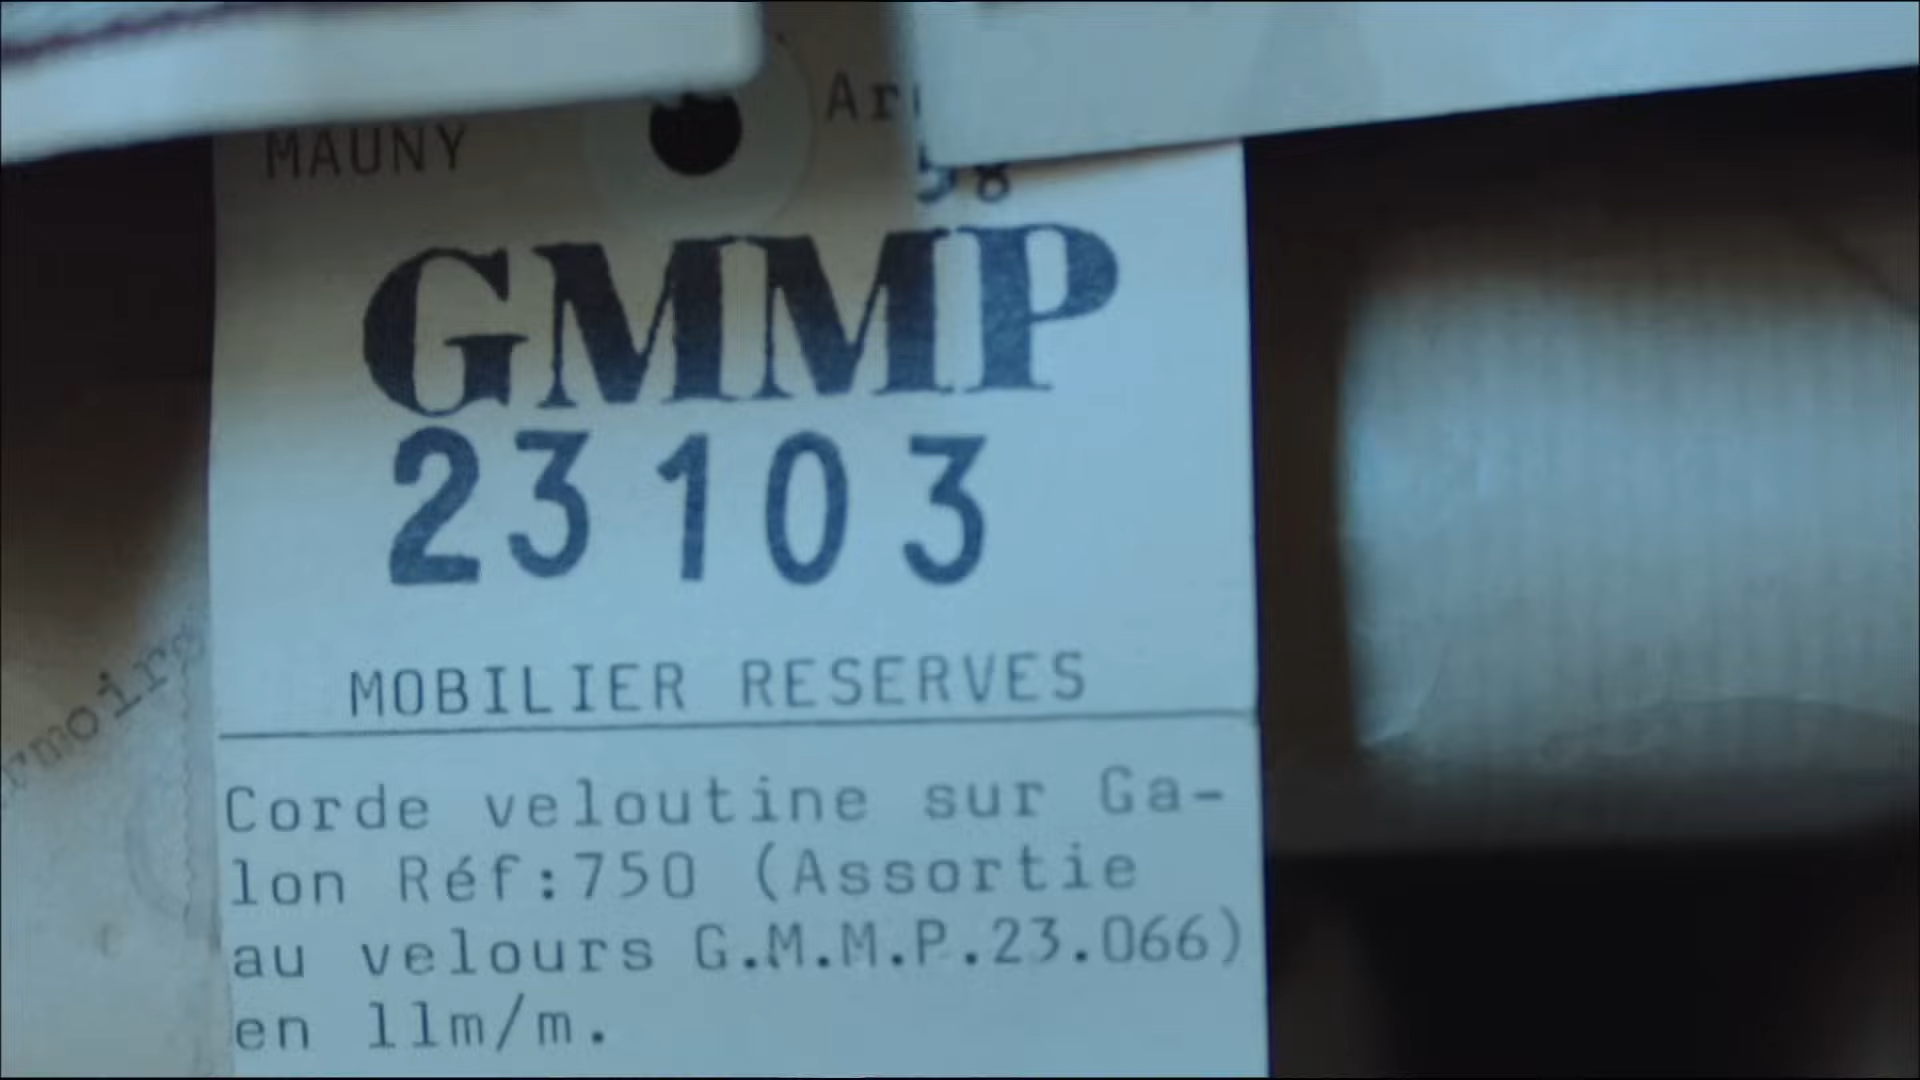 MAUNY
58
GMMP
23103
MOBILIER RESERVES
Corde veloutine sur Ga-
lon Réf:750 (Assortie
au velours G.M.M.P.23.066)
en 11m/m.